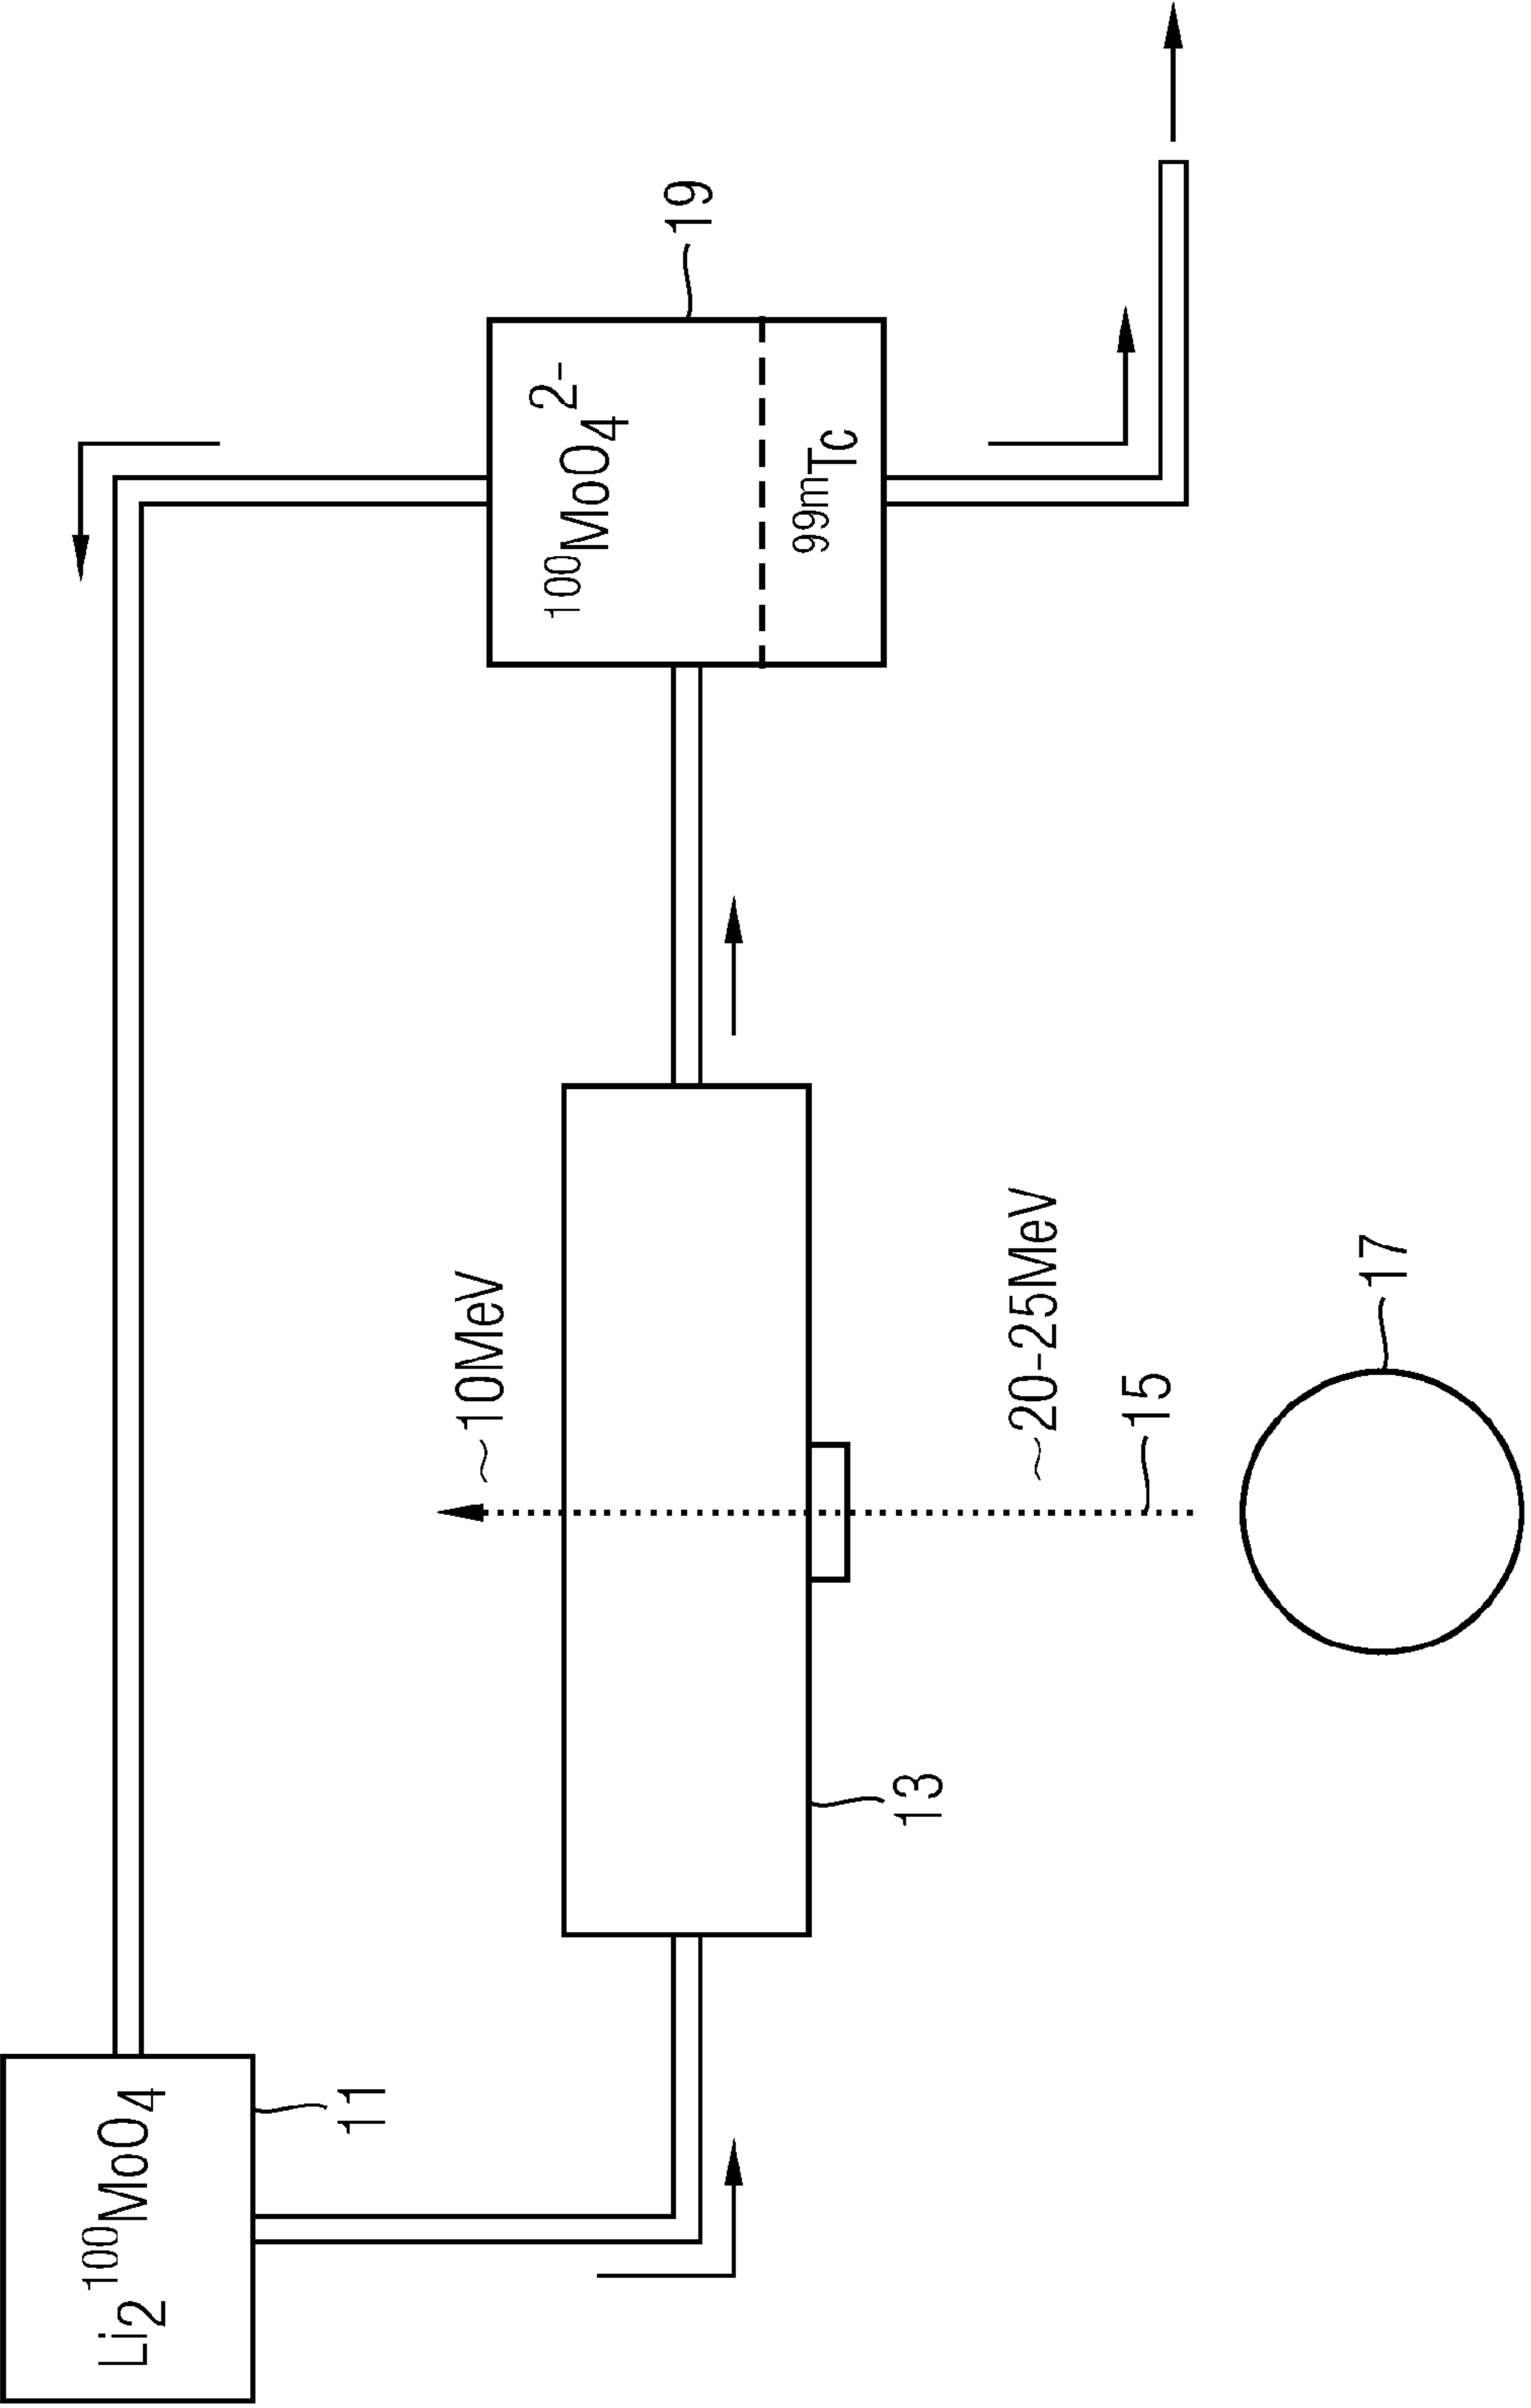 Li₂¹⁰⁰MoO₄
11
~10MeV
¹⁰⁰MoO₄²⁻
19
⁹⁹ᵐTc
13
~20-25MeV
15
17